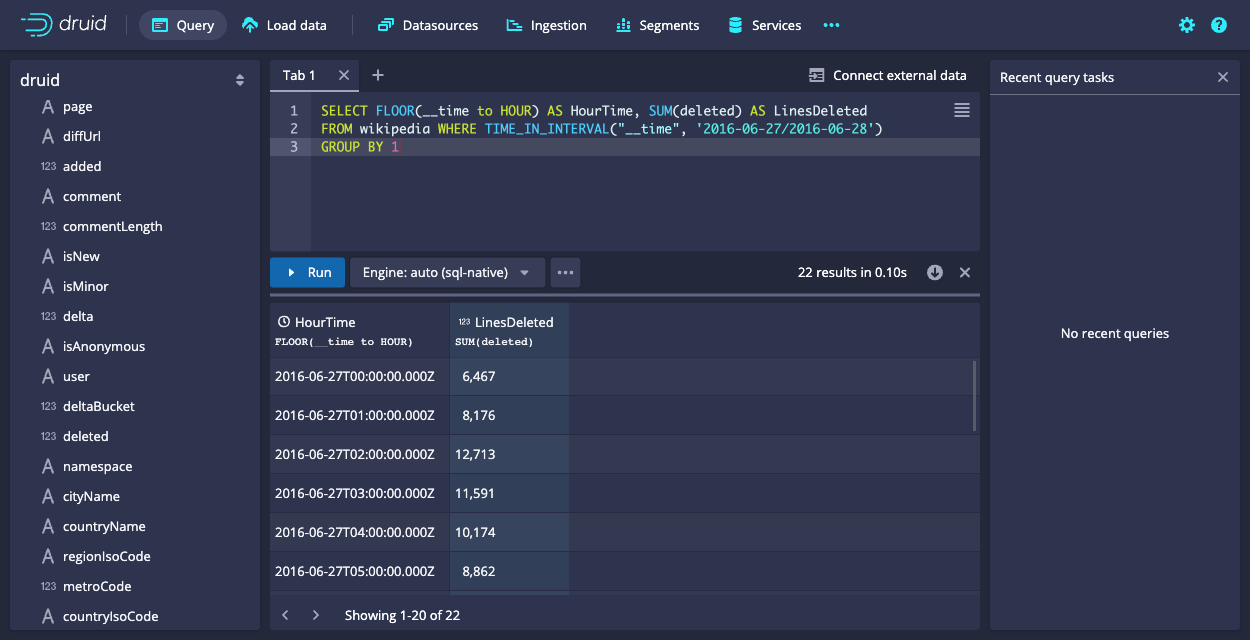 druid
Query
Load data
Datasources
Ingestion
Segments
Services
druid
A page
A diffUrl
123 added
A comment
123 commentLength
A isNew
A isMinor
123 delta
A isAnonymous
A user
123 deltaBucket
123 deleted
A namespace
A cityName
A countryName
A regionIsoCode
123 metroCode
A countryIsoCode
Tab 1
Connect external data
1 SELECT FLOOR(__time to HOUR) AS HourTime, SUM(deleted) AS LinesDeleted
2 FROM wikipedia WHERE TIME_IN_INTERVAL("__time", '2016-06-27/2016-06-28')
3 GROUP BY 1
Run
Engine: auto (sql-native)
22 results in 0.10s
HourTime 123 LinesDeleted
FLOOR(__time to HOUR) SUM(deleted)
2016-06-27T00:00:00.000Z 6,467
2016-06-27T01:00:00.000Z 8,176
2016-06-27T02:00:00.000Z 12,713
2016-06-27T03:00:00.000Z 11,591
2016-06-27T04:00:00.000Z 10,174
2016-06-27T05:00:00.000Z 8,862
Showing 1-20 of 22
Recent query tasks
No recent queries